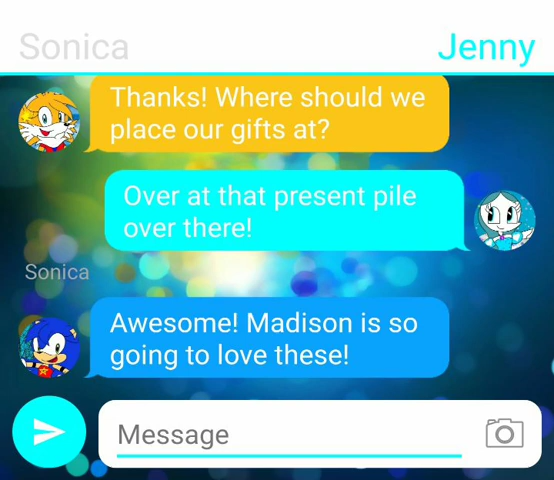 Sonica
Jenny
Thanks! Where should we
place our gifts at?
Over at that present pile
over there!
Sonica
Awesome! Madison is so
going to love these!
Message